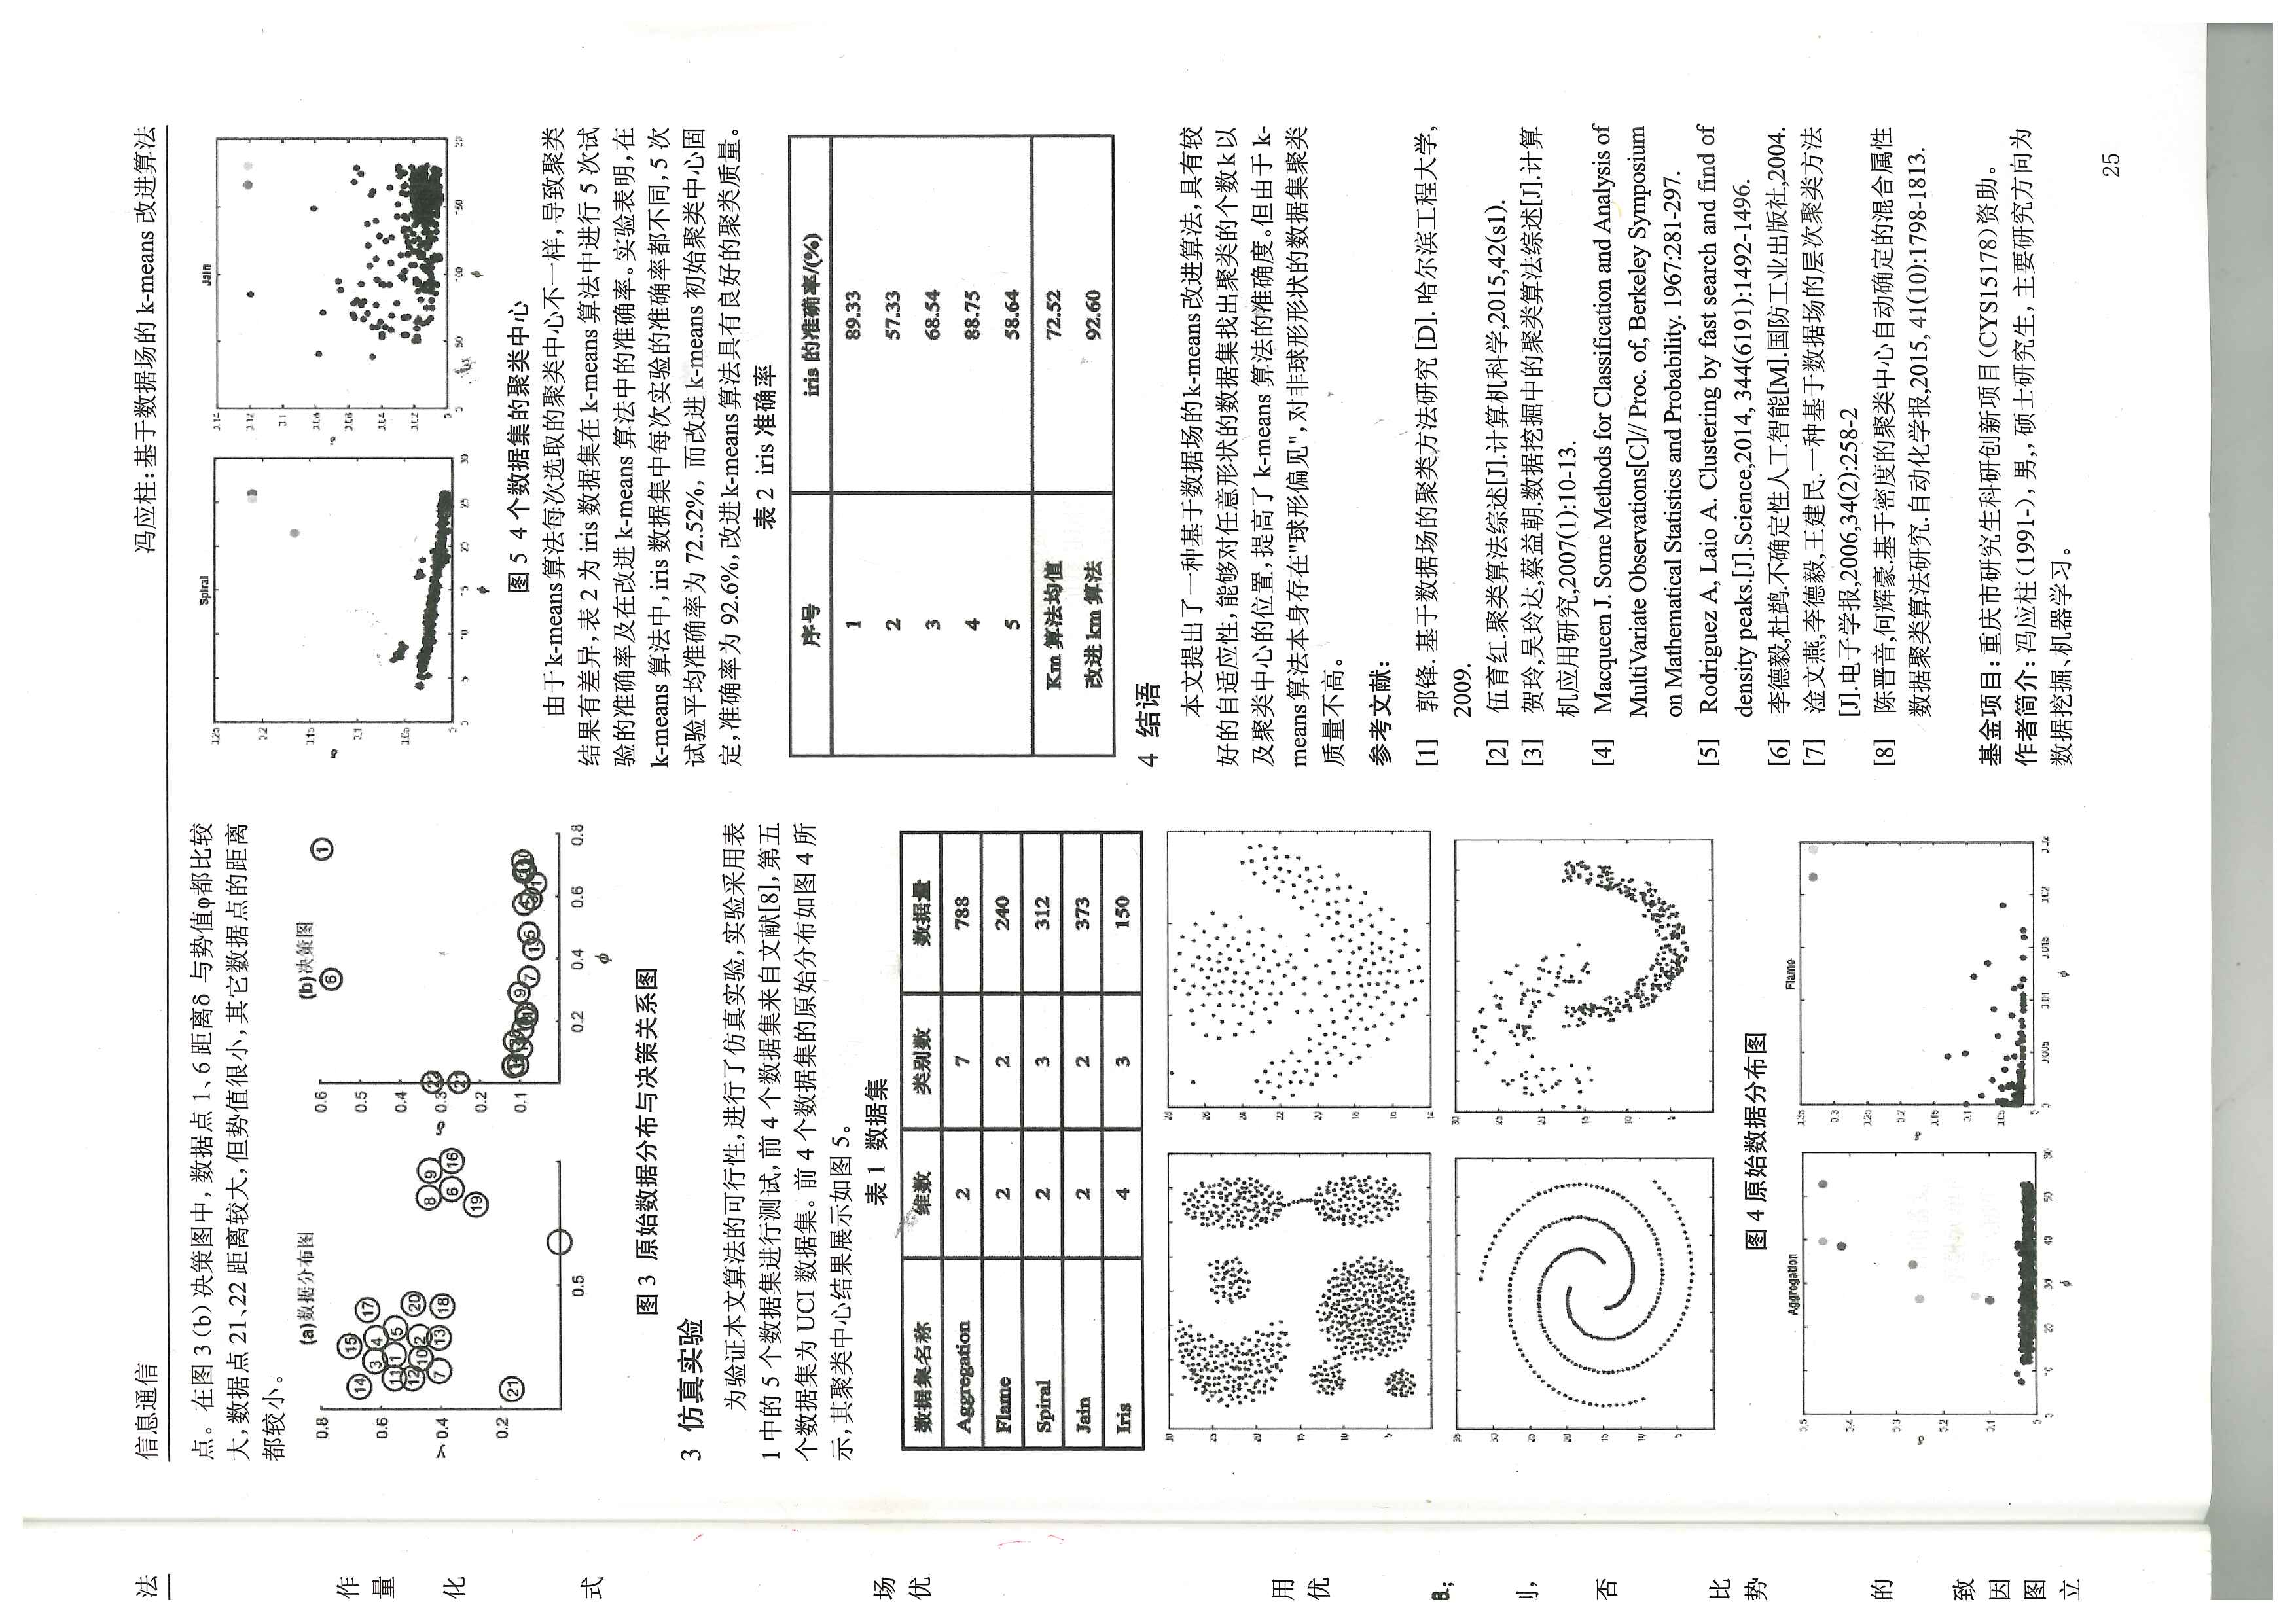 信息通信
冯应柱:基于数据场的 k-means 改进算法
点。在图 3(b)决策图中,数据点 1、6 距离δ 与势值φ都比较
大,数据点 21、22 距离较大,但势值很小,其它数据点的距离
都较小。
(a)数据分布图
(b)决策图
图 3 原始数据分布与决策关系图
3 仿真实验
为验证本文算法的可行性,进行了仿真实验,实验采用表
1 中的 5 个数据集进行测试,前 4 个数据集来自文献[8],第五
个数据集为 UCI 数据集。前 4 个数据集的原始分布如图 4 所
示,其聚类中心结果展示如图 5。
表 1 数据集
数据集名称 维数 类别数 数据量
Aggregation 2 7 788
Flame 2 2 240
Spiral 2 3 312
Jain 2 2 373
Iris 4 3 150
图 4 原始数据分布图
Aggregation
Flame
Spiral
Jain
图 5 4 个数据集的聚类中心
由于 k-means 算法每次选取的聚类中心不一样,导致聚类
结果有差异,表 2 为 iris 数据集在 k-means 算法中进行 5 次试
验的准确率及在改进 k-means 算法中的准确率。实验表明,在
k-means 算法中,iris 数据集中每次实验的准确率都不同,5 次
试验平均准确率为 72.52%, 而改进 k-means 初始聚类中心固
定,准确率为 92.6%,改进 k-means 算法具有良好的聚类质量。
表 2 iris 准确率
序号 iris 的准确率/(%)
1 89.33
2 57.33
3 68.54
4 88.75
5 58.64
Km 算法均值 72.52
改进 km 算法 92.60
4 结语
本文提出了一种基于数据场的 k-means 改进算法,具有较
好的自适应性,能够对任意形状的数据集找出聚类的个数 k 以
及聚类中心的位置,提高了 k-means 算法的准确度。但由于 k-
means 算法本身存在"球形偏见",对非球形形状的数据集聚类
质量不高。
参考文献:
[1] 郭锋. 基于数据场的聚类方法研究 [D]. 哈尔滨工程大学,
2009.
[2] 伍育红.聚类算法综述[J].计算机科学,2015,42(s1).
[3] 贺玲,吴玲达,蔡益朝.数据挖掘中的聚类算法综述[J].计算
机应用研究,2007(1):10-13.
[4] Macqueen J. Some Methods for Classification and Analysis of
MultiVariate Observations[C]// Proc. of, Berkeley Symposium
on Mathematical Statistics and Probability. 1967:281-297.
[5] Rodriguez A, Laio A. Clustering by fast search and find of
density peaks.[J].Science,2014, 344(6191):1492-1496.
[6] 李德毅,杜鹢.不确定性人工智能[M].国防工业出版社,2004.
[7] 淦文燕,李德毅,王建民.一种基于数据场的层次聚类方法
[J].电子学报,2006,34(2):258-2
[8] 陈晋音,何辉豪.基于密度的聚类中心自动确定的混合属性
数据聚类算法研究.自动化学报,2015, 41(10):1798-1813.
基金项目:重庆市研究生科研创新项目(CYS15178)资助。
作者简介:冯应柱(1991-),男,硕士研究生,主要研究方向为
数据挖掘、机器学习。
25